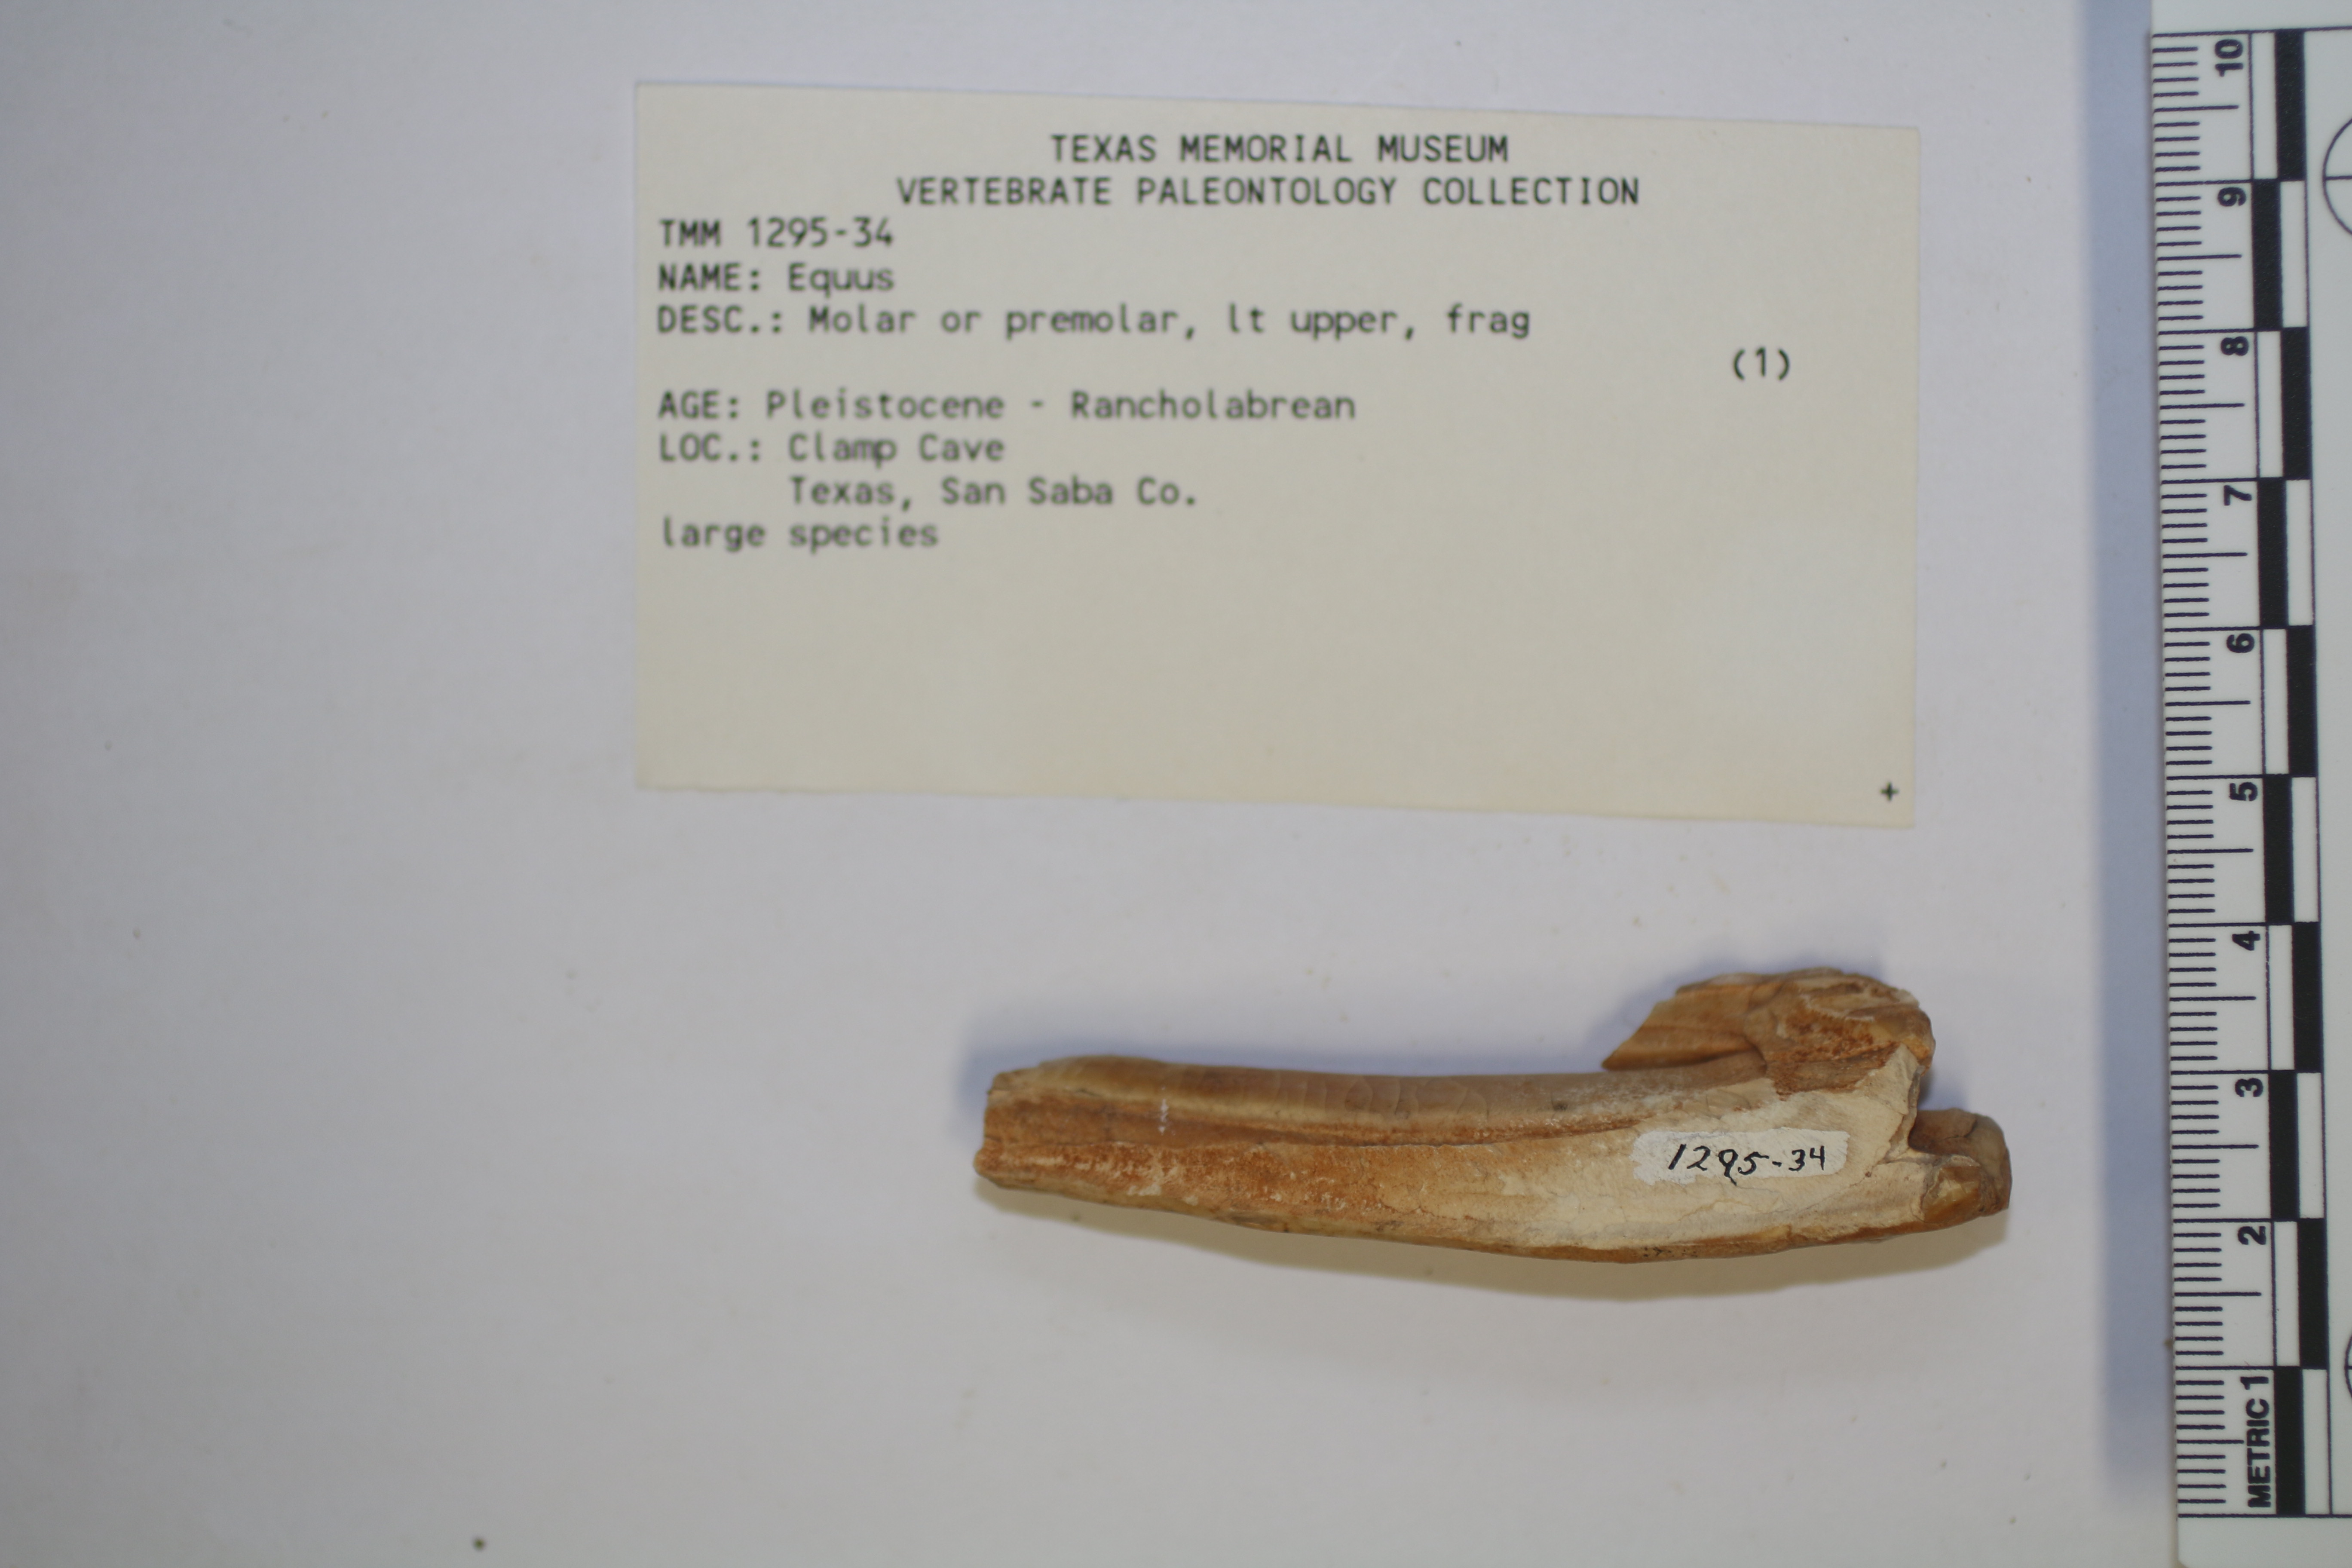 TEXAS MEMORIAL MUSEUM
VERTEBRATE PALEONTOLOGY COLLECTION
TMM 1295-34
NAME: Equus
DESC.: Molar or premolar, lt upper, frag
(1)
AGE: Pleistocene - Rancholabrean
LOC.: Clamp Cave
Texas, San Saba Co.
large species
+
1295-34
10
9
8
7
6
5
4
3
2
METRIC 1